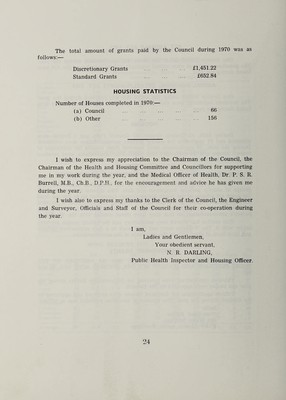 The total amount of grants paid by the Council during 1970 was as
follows:—
Discretionary Grants ... ... ... £1,451.22
Standard Grants ... ... ... £652.84
HOUSING STATISTICS
Number of Houses completed in 1970:—
(a) Council ... ... ... ... 66
(b) Other ... ... ... ... 156
I wish to express my appreciation to the Chairman of the Council, the
Chairman of the Health and Housing Committee and Councillors for supporting
me in my work during the year, and the Medical Officer of Health, Dr. P. S. R.
Burrell, M.B., Ch.B., D.P.H., for the encouragement and advice he has given me
during the year.
I wish also to express my thanks to the Clerk of the Council, the Engineer
and Surveyor, Officials and Staff of the Council for their co-operation during
the year.
I am,
Ladies and Gentlemen,
Your obedient servant,
N. B. DARLING,
Public Health Inspector and Housing Officer.
24